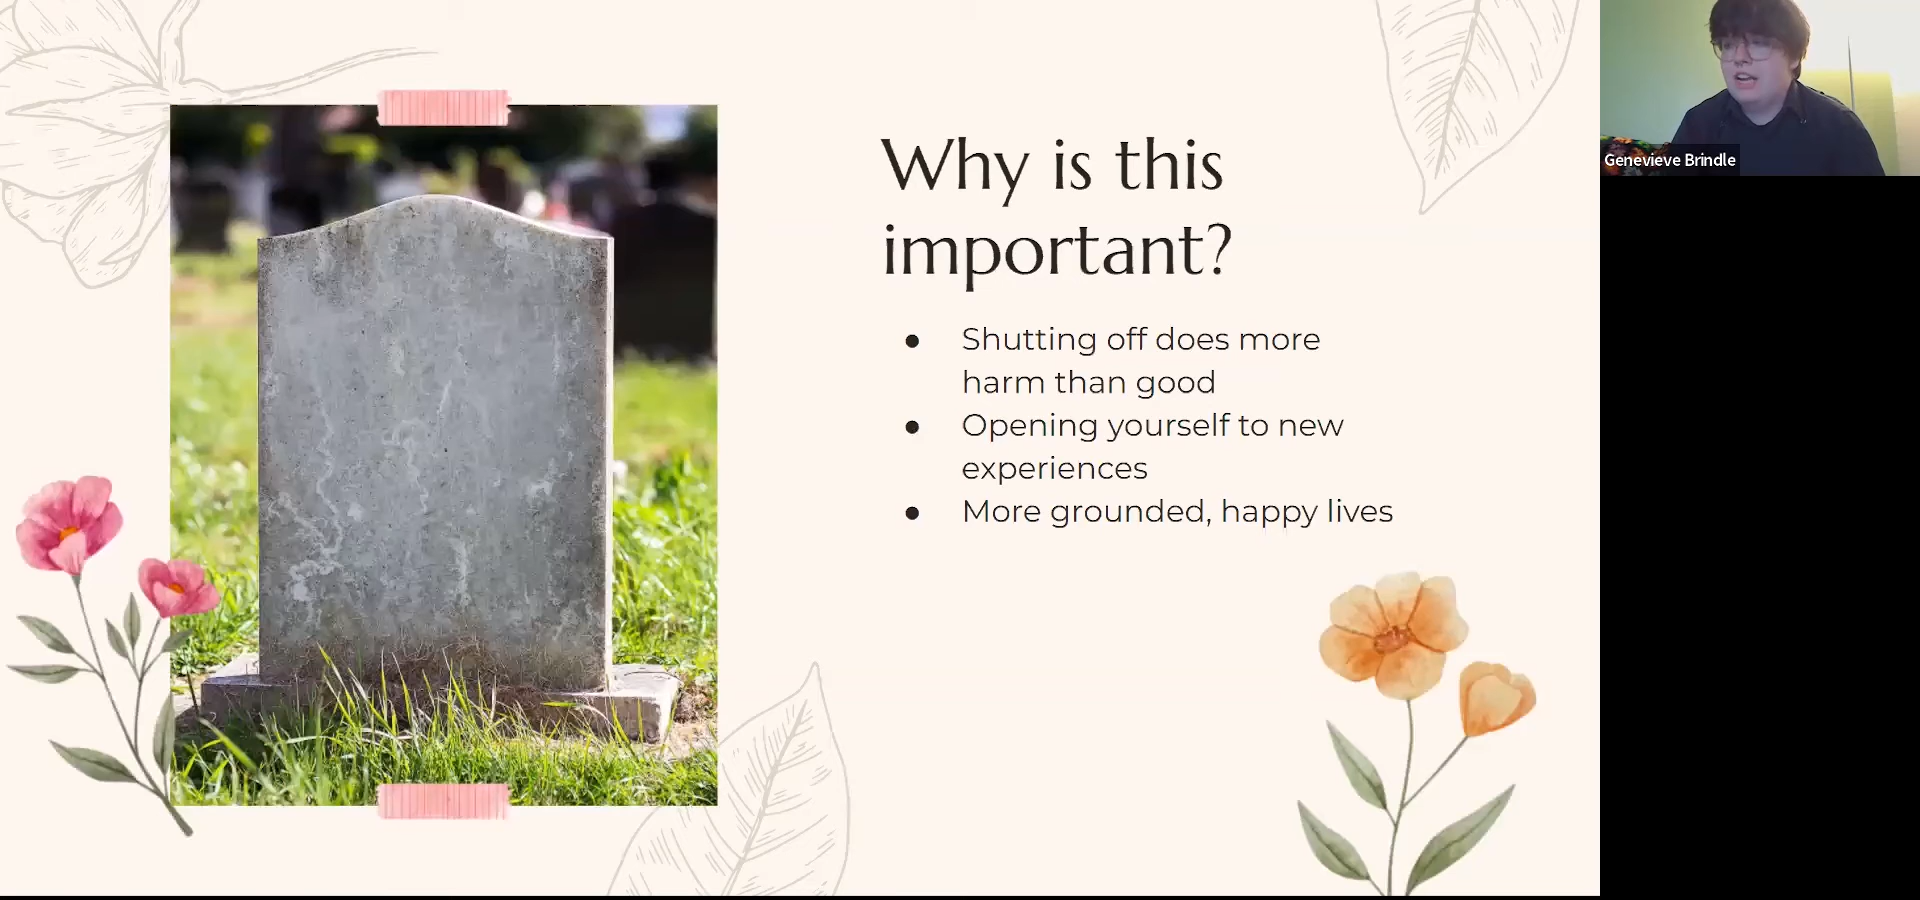 Why is this
important?
● Shutting off does more
harm than good
● Opening yourself to new
experiences
● More grounded, happy lives
Genevieve Brindle